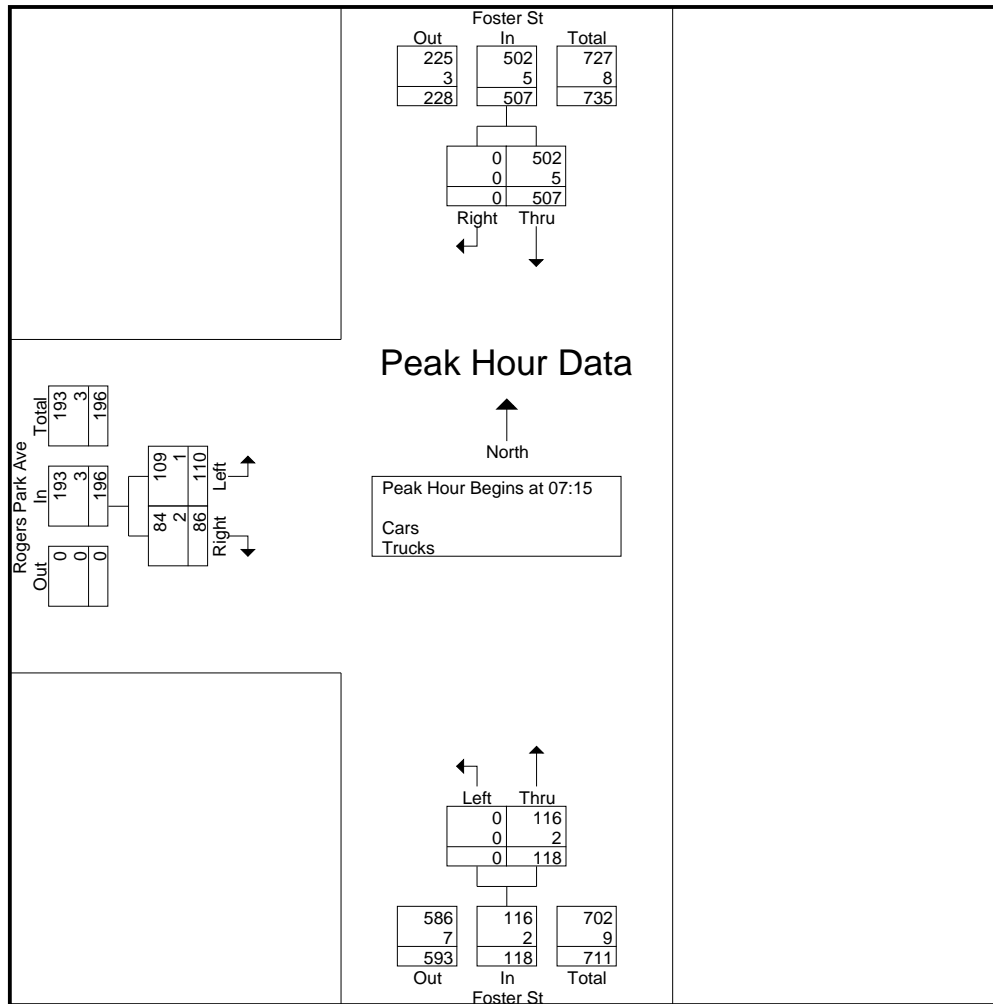 Foster St
Out In Total
225 502 727
3 5 8
228 507 735
0 502
0 5
0 507
Right Thru
Peak Hour Data
North
Peak Hour Begins at 07:15
Cars
Trucks
Rogers Park Ave
Out In Total
0 193 193
0 3 3
0 196 196
Right Left
84 109
2 1
86 110
Left Thru
0 116
0 2
0 118
586 116 702
7 2 9
593 118 711
Out In Total
Foster St